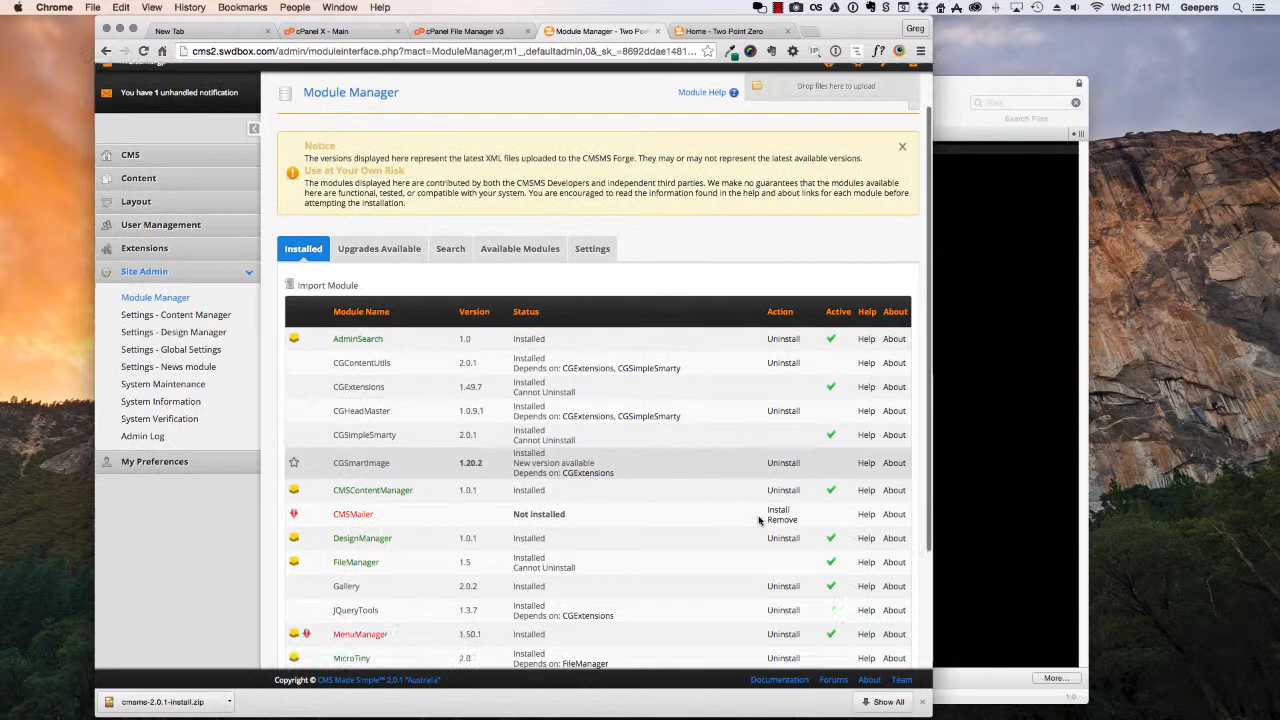 Chrome File Edit View History Bookmarks People Window Help
Wed 2:11 PM Geepers
New Tab
cPanel X - Main
cPanel File Manager v3
Module Manager - Two Poi
Home - Two Point Zero
Greg
cms2.swdbox.com/admin/moduleinterface.php?mact=ModuleManager,m1_,defaultadmin,0&_sk_=8692ddae1481...
You have 1 unhandled notification
CMS
Content
Layout
User Management
Extensions
Site Admin
Module Manager
Settings - Content Manager
Settings - Design Manager
Settings - Global Settings
Settings - News module
System Maintenance
System Information
System Verification
Admin Log
My Preferences
Module Manager
Module Help
Drop files here to upload
Notice
The versions displayed here represent the latest XML files uploaded to the CMSMS Forge. They may or may not represent the latest available versions.
Use at Your Own Risk
The modules displayed here are contributed by both the CMSMS Developers and independent third parties. We make no guarantees that the modules available
here are functional, tested, or compatible with your system. You are encouraged to read the information found in the help and about links for each module before
attempting the installation.
Installed Upgrades Available Search Available Modules Settings
Import Module
Module Name Version Status Action Active Help About
AdminSearch 1.0 Installed Uninstall Help About
CGContentUtils 2.0.1 Installed Uninstall Help About
Depends on: CGExtensions, CGSimpleSmarty
CGExtensions 1.49.7 Installed Help About
Cannot Uninstall
CGHeadMaster 1.0.9.1 Installed Uninstall Help About
Depends on: CGExtensions, CGSimpleSmarty
CGSimpleSmarty 2.0.1 Installed Help About
Cannot Uninstall
CGSmartImage 1.20.2 Installed Uninstall Help About
New version available
Depends on: CGExtensions
CMSContentManager 1.0.1 Installed Uninstall Help About
CMSMailer Not installed Install Help About
Remove
DesignManager 1.0.1 Installed Uninstall Help About
FileManager 1.5 Installed Help About
Cannot Uninstall
Gallery 2.0.2 Installed Uninstall Help About
JQueryTools 1.3.7 Installed Uninstall Help About
Depends on: CGExtensions
MenuManager 1.50.1 Installed Uninstall Help About
MicroTiny 2.0 Installed Uninstall Help About
Depends on: FileManager
Copyright © CMS Made Simple™ 2.0.1 "Australia"
Documentation Forums About Team
cmsms-2.0.1-install.zip
Show All
Search Files
More...
1:0